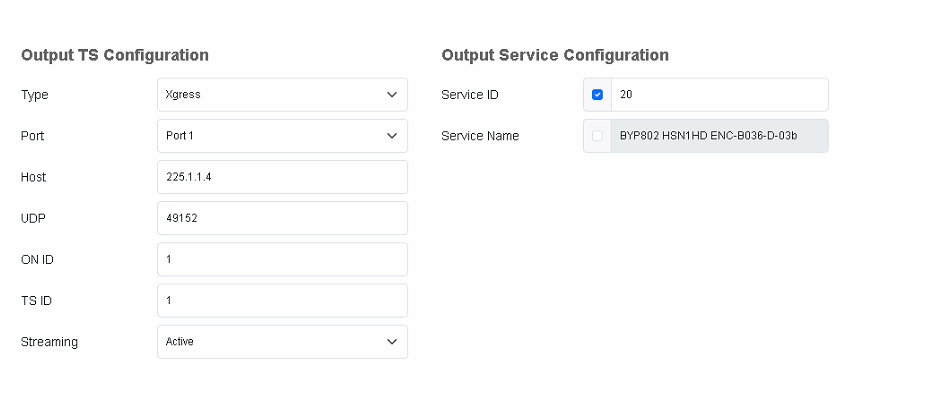 Output TS Configuration
Type
Xgress
Port
Port 1
Host
225.1.1.4
UDP
49152
ON ID
1
TS ID
1
Streaming
Active
Output Service Configuration
Service ID
20
Service Name
BYP802 HSN1HD ENC-B036-D-03b